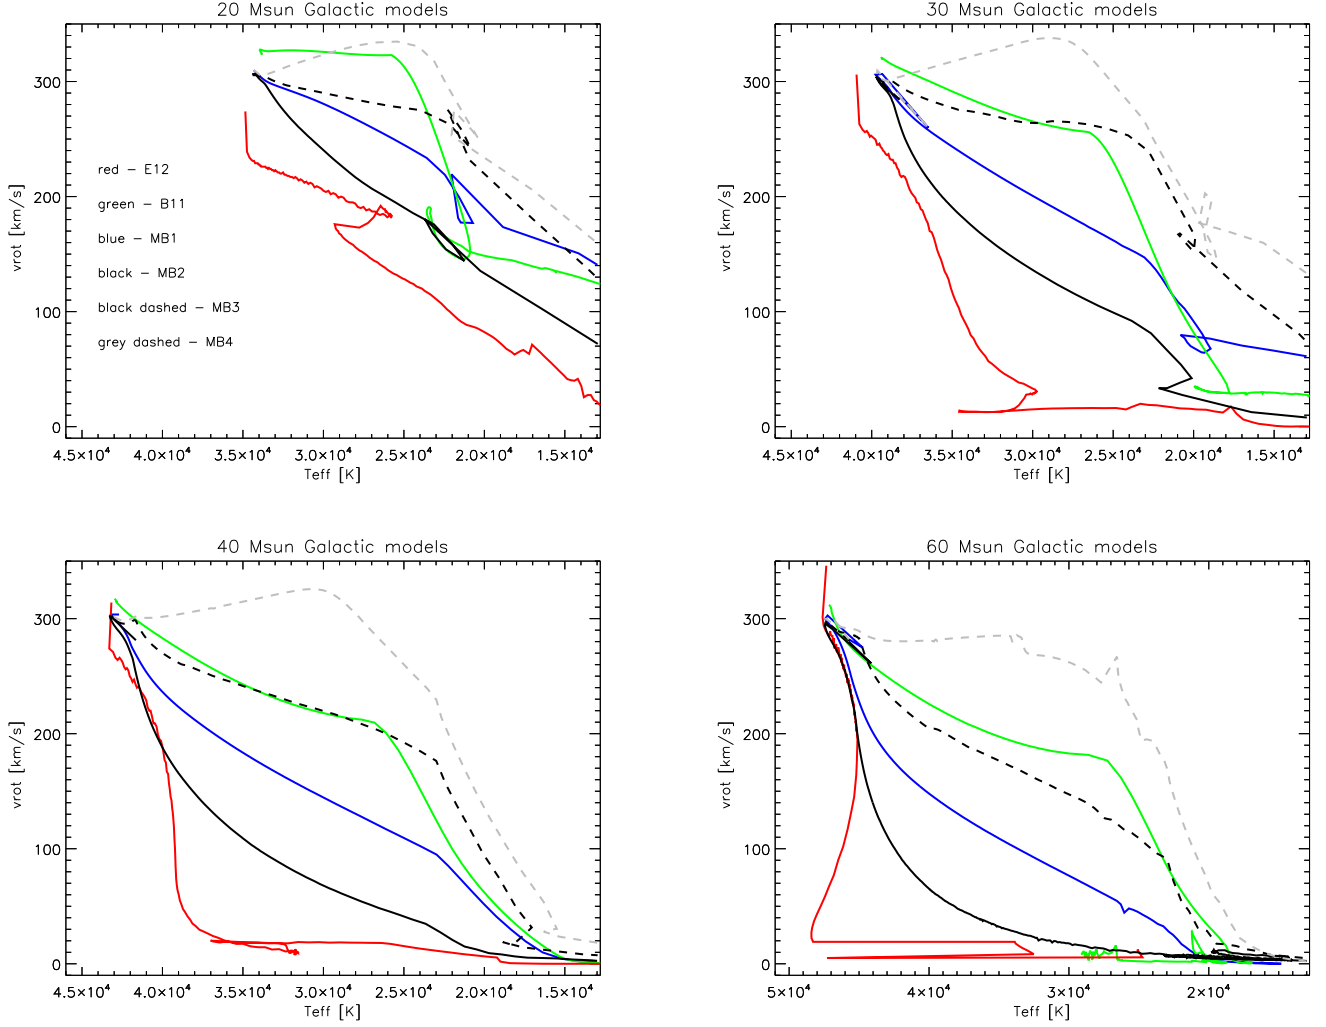 20 Msun Galactic models
300
200
100
0
vrot [km/s]
red – E12
green – B11
blue – MB1
black – MB2
black dashed – MB3
grey dashed – MB4
4.5×10⁴ 4.0×10⁴ 3.5×10⁴ 3.0×10⁴ 2.5×10⁴ 2.0×10⁴ 1.5×10⁴
Teff [K]
30 Msun Galactic models
300
200
100
0
vrot [km/s]
4.5×10⁴ 4.0×10⁴ 3.5×10⁴ 3.0×10⁴ 2.5×10⁴ 2.0×10⁴ 1.5×10⁴
Teff [K]
40 Msun Galactic models
300
200
100
0
vrot [km/s]
4.5×10⁴ 4.0×10⁴ 3.5×10⁴ 3.0×10⁴ 2.5×10⁴ 2.0×10⁴ 1.5×10⁴
Teff [K]
60 Msun Galactic models
300
200
100
0
vrot [km/s]
5×10⁴ 4×10⁴ 3×10⁴ 2×10⁴
Teff [K]